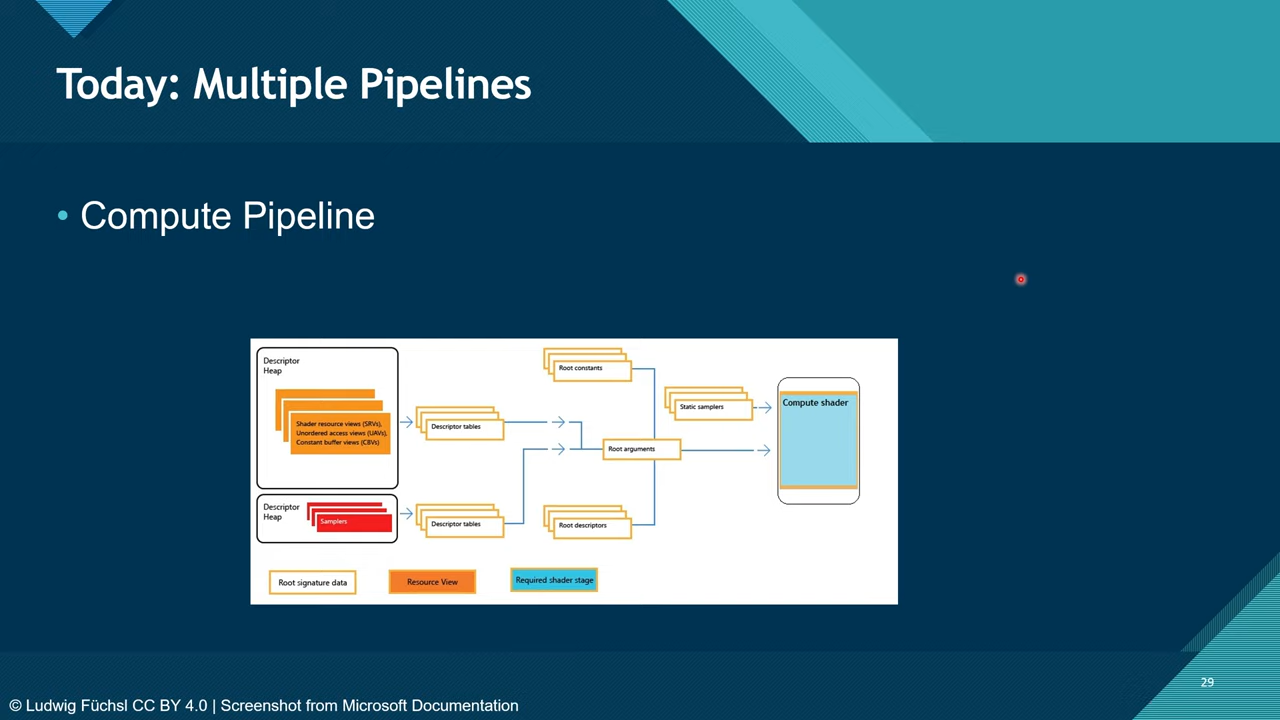 Today: Multiple Pipelines
• Compute Pipeline
Descriptor
Heap
Shader resource views (SRVs),
Unordered access views (UAVs),
Constant buffer views (CBVs)
Descriptor tables
Root constants
Static samplers
Compute shader
Root arguments
Descriptor
Heap
Samplers
Descriptor tables
Root descriptors
Root signature data
Resource View
Required shader stage
29
© Ludwig Füchsl CC BY 4.0 | Screenshot from Microsoft Documentation